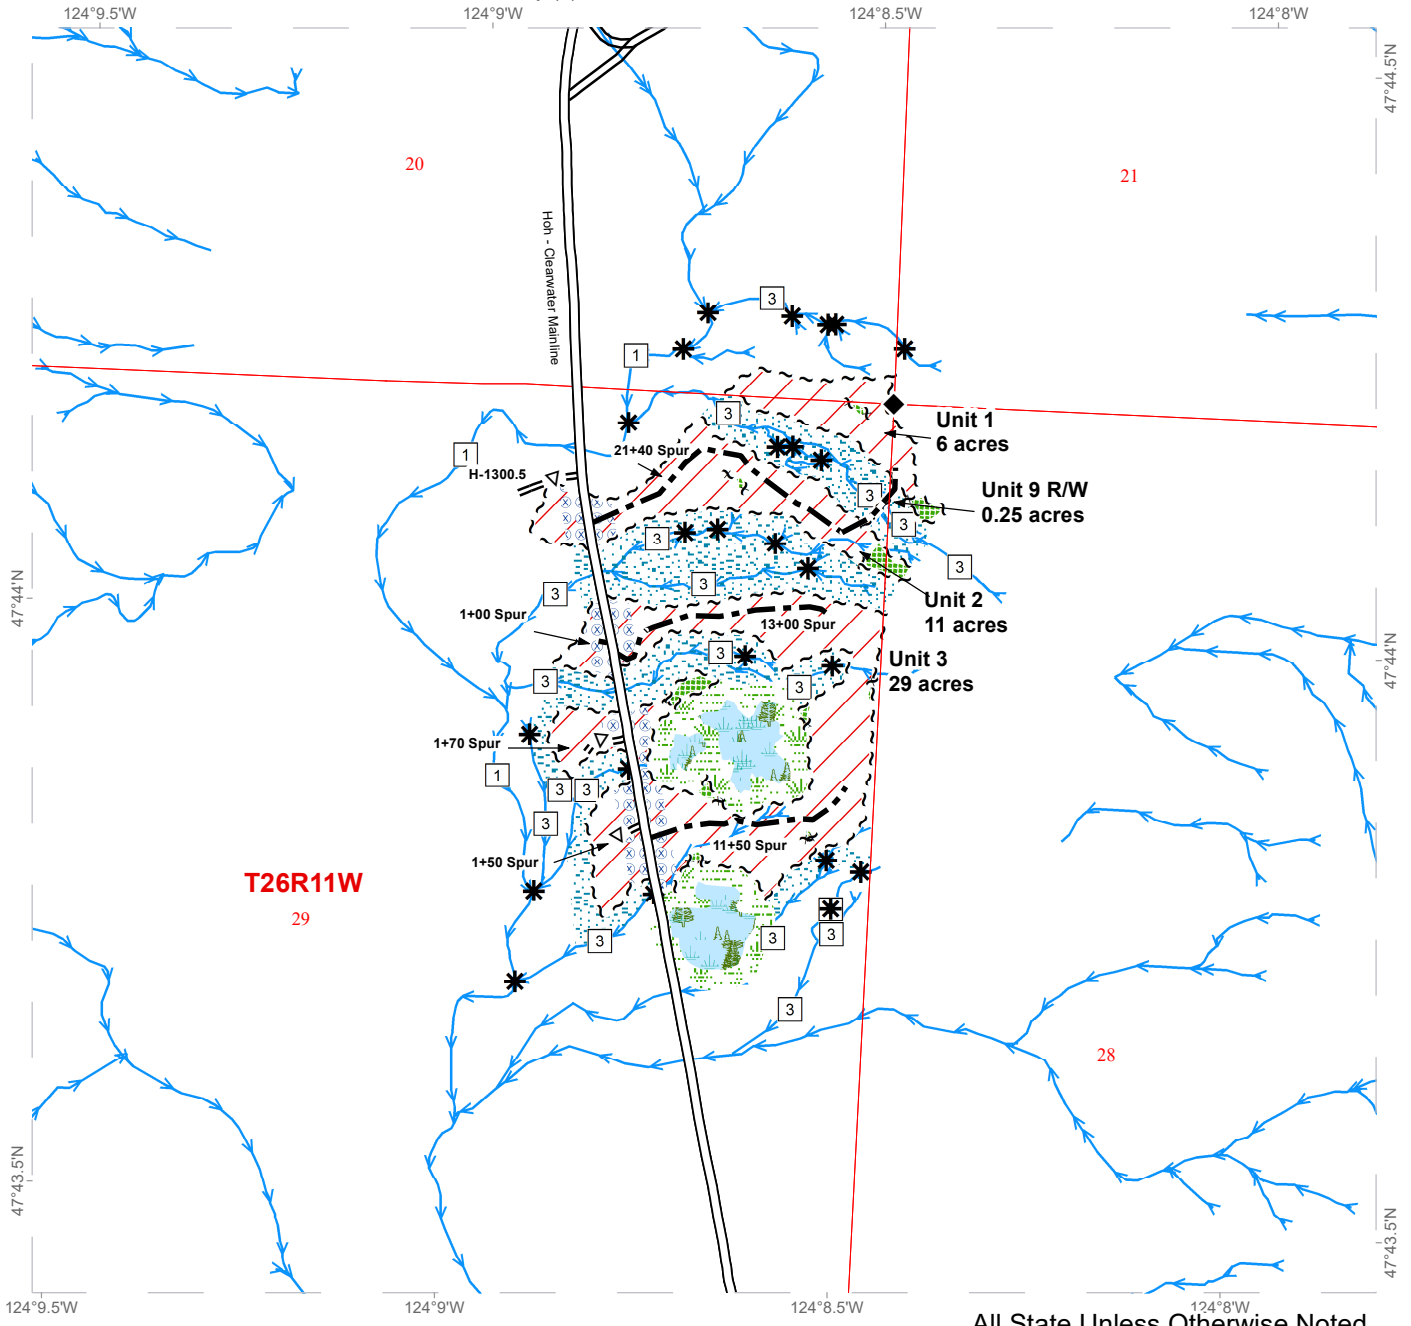 124°9.5'W
124°9'W
124°8.5'W
124°8'W
47°44.5'N
20
21
Hoh - Clearwater Mainline
3
1
3
Unit 1
6 acres
1
21+40 Spur
H-1300.5
Unit 9 R/W
0.25 acres
3
3
3
3
3
3
47°44'N
Unit 2
11 acres
1+00 Spur
13+00 Spur
47°44'N
3
Unit 3
29 acres
3
3
1+70 Spur
1
3
3
3
11+50 Spur
1+50 Spur
T26R11W
29
3
3
3
3
28
47°43.5'N
47°43.5'N
124°9.5'W
124°9'W
124°8.5'W
124°8'W
All State Unless Otherwise Noted